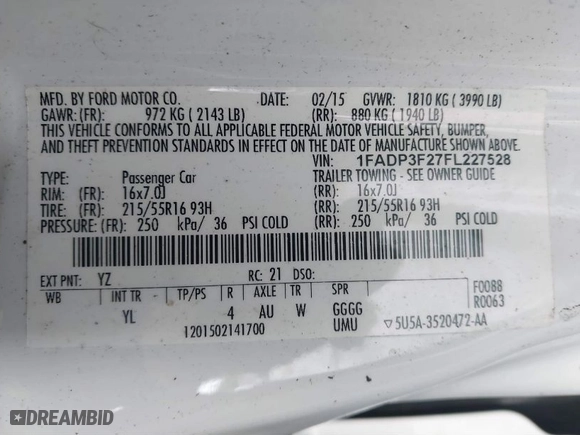 MFD. BY FORD MOTOR CO. DATE: 02/15 GVWR: 1810 KG ( 3990 LB)
GAWR: (FR): 972 KG ( 2143 LB) (RR): 880 KG ( 1940 LB)
THIS VEHICLE CONFORMS TO ALL APPLICABLE FEDERAL MOTOR VEHICLE SAFETY, BUMPER,
AND THEFT PREVENTION STANDARDS IN EFFECT ON THE DATE OF MANUFACTURE SHOWN ABOVE.
VIN: 1FADP3F27FL227528
TYPE: Passenger Car TRAILER TOWING - SEE OWNER GUIDE
RIM: (FR): 16x7.0J (RR): 16x7.0J
TIRE: (FR): 215/55R16 93H (RR): 215/55R16 93H
PRESSURE: (FR): 250 kPa/ 36 PSI COLD (RR): 250 kPa/ 36 PSI COLD
EXT PNT: YZ RC: 21 DSO:
WB INT TR TP/PS R AXLE TR SPR F0088
YL 4 AU W GGGG R0063
1201502141700 UMU ▽5U5A-3520472-AA
DREAMBID